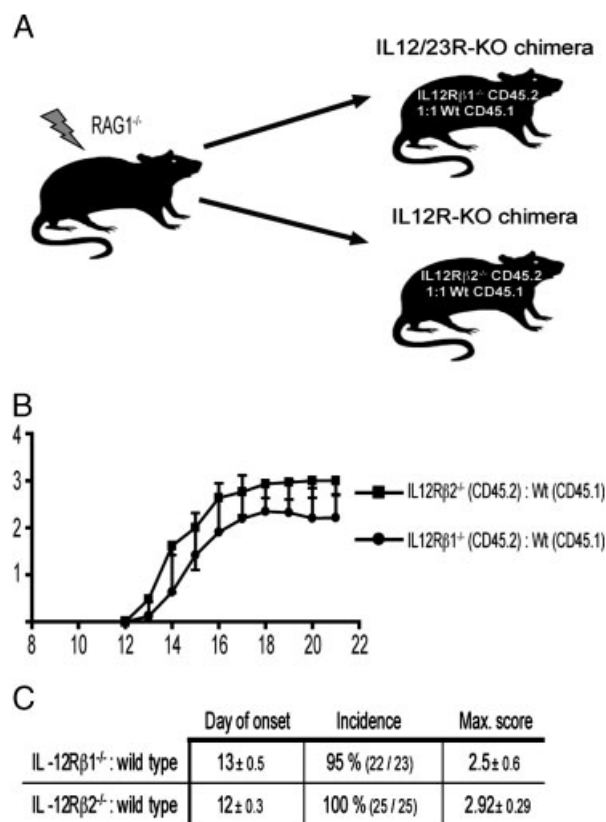 A
IL12/23R-KO chimera
RAG1-/-
IL12Rβ1-/- CD45.2
1:1 Wt CD45.1
IL12R-KO chimera
IL12Rβ2-/- CD45.2
1:1 Wt CD45.1
B
4
3
2
1
8 10 12 14 16 18 20 22
IL12Rβ2-/- (CD45.2) : Wt (CD45.1)
IL12Rβ1-/- (CD45.2) : Wt (CD45.1)
C
Day of onset Incidence Max. score
IL -12Rβ1-/- : wild type 13± 0.5 95 % (22 / 23) 2.5± 0.6
IL -12Rβ2-/- : wild type 12± 0.3 100 % (25 / 25) 2.92± 0.29